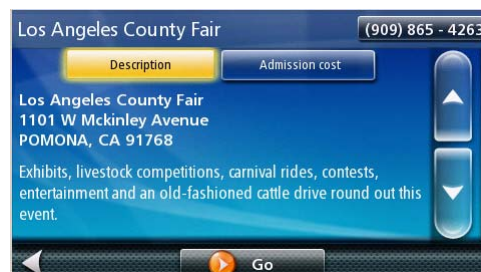 Los Angeles County Fair
(909) 865 - 4263
Description
Admission cost
Los Angeles County Fair
1101 W Mckinley Avenue
POMONA, CA 91768
Exhibits, livestock competitions, carnival rides, contests,
entertainment and an old-fashioned cattle drive round out this
event.
Go